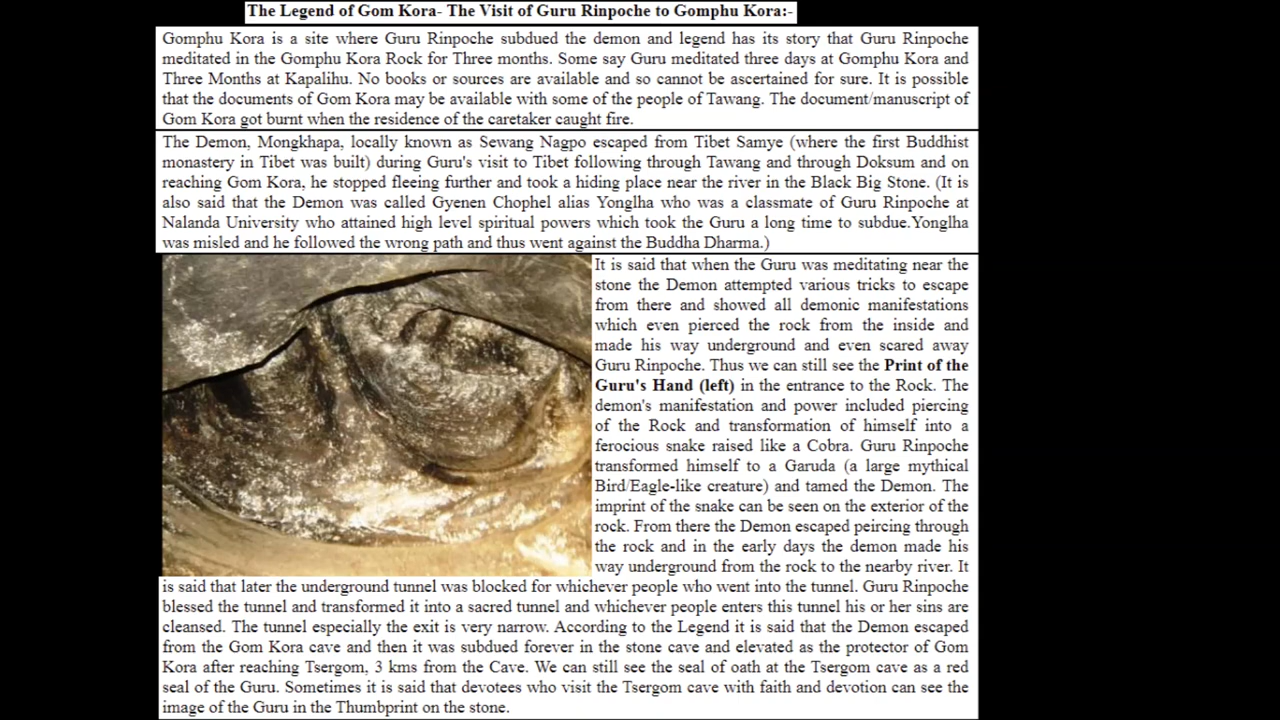 The Legend of Gom Kora- The Visit of Guru Rinpoche to Gomphu Kora:-
Gomphu Kora is a site where Guru Rinpoche subdued the demon and legend has its story that Guru Rinpoche
meditated in the Gomphu Kora Rock for Three months. Some say Guru meditated three days at Gomphu Kora and
Three Months at Kapalihu. No books or sources are available and so cannot be ascertained for sure. It is possible
that the documents of Gom Kora may be available with some of the people of Tawang. The document/manuscript of
Gom Kora got burnt when the residence of the caretaker caught fire.
The Demon, Mongkhapa, locally known as Sewang Nagpo escaped from Tibet Samye (where the first Buddhist
monastery in Tibet was built) during Guru's visit to Tibet following through Tawang and through Doksum and on
reaching Gom Kora, he stopped fleeing further and took a hiding place near the river in the Black Big Stone. (It is
also said that the Demon was called Gyenen Chophel alias Yonglha who was a classmate of Guru Rinpoche at
Nalanda University who attained high level spiritual powers which took the Guru a long time to subdue.Yonglha
was misled and he followed the wrong path and thus went against the Buddha Dharma.)
It is said that when the Guru was meditating near the
stone the Demon attempted various tricks to escape
from there and showed all demonic manifestations
which even pierced the rock from the inside and
made his way underground and even scared away
Guru Rinpoche. Thus we can still see the Print of the
Guru's Hand (left) in the entrance to the Rock. The
demon's manifestation and power included piercing
of the Rock and transformation of himself into a
ferocious snake raised like a Cobra. Guru Rinpoche
transformed himself to a Garuda (a large mythical
Bird/Eagle-like creature) and tamed the Demon. The
imprint of the snake can be seen on the exterior of the
rock. From there the Demon escaped peircing through
the rock and in the early days the demon made his
way underground from the rock to the nearby river. It
is said that later the underground tunnel was blocked for whichever people who went into the tunnel. Guru Rinpoche
blessed the tunnel and transformed it into a sacred tunnel and whichever people enters this tunnel his or her sins are
cleansed. The tunnel especially the exit is very narrow. According to the Legend it is said that the Demon escaped
from the Gom Kora cave and then it was subdued forever in the stone cave and elevated as the protector of Gom
Kora after reaching Tsergom, 3 kms from the Cave. We can still see the seal of oath at the Tsergom cave as a red
seal of the Guru. Sometimes it is said that devotees who visit the Tsergom cave with faith and devotion can see the
image of the Guru in the Thumbprint on the stone.